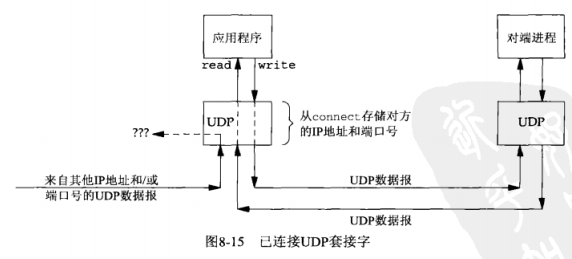 应用程序
对端进程
read
write
UDP
从connect存储对方
的IP地址和端口号
UDP
???
来自其他IP地址和/或
端口号的UDP数据报
UDP数据报
UDP数据报
图8-15 已连接UDP套接字